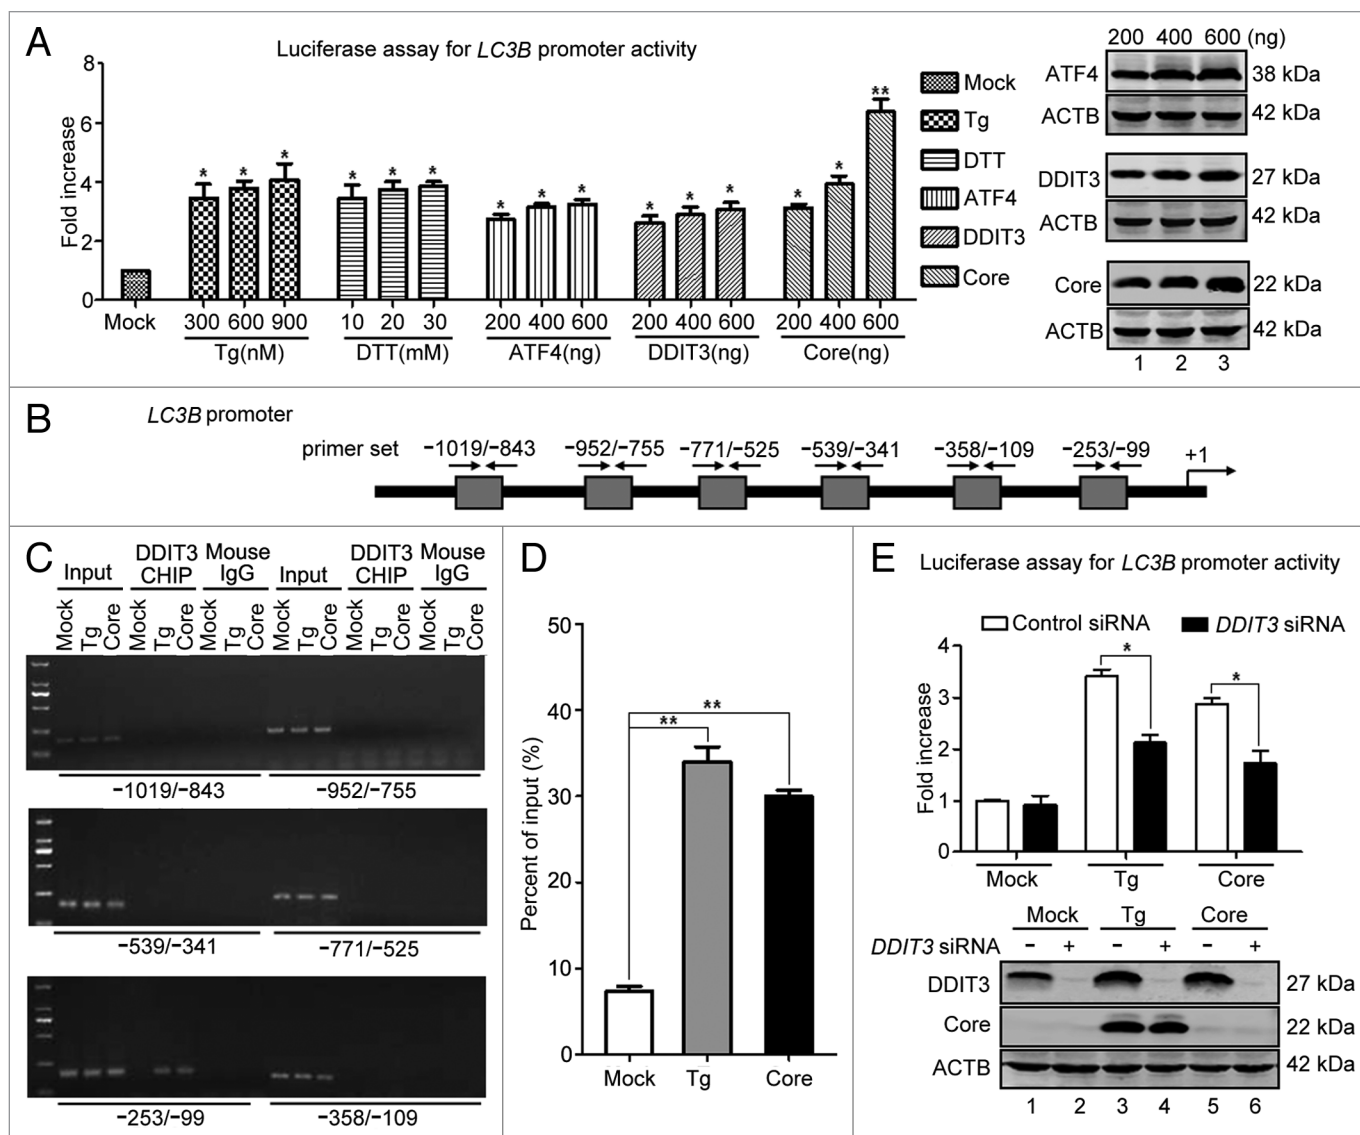 A
Luciferase assay for LC3B promoter activity
Fold increase
8
6
4
2
0
* * * * * * * * * * * * * * **
Mock
300 600 900
Tg(nM)
10 20 30
DTT(mM)
200 400 600
ATF4(ng)
200 400 600
DDIT3(ng)
200 400 600
Core(ng)
Mock
Tg
DTT
ATF4
DDIT3
Core
200 400 600 (ng)
ATF4 38 kDa
ACTB 42 kDa
DDIT3 27 kDa
ACTB 42 kDa
Core 22 kDa
ACTB 42 kDa
1 2 3
B
LC3B promoter
primer set −1019/−843 −952/−755 −771/−525 −539/−341 −358/−109 −253/−99 +1
C
Input DDIT3 CHIP Mouse IgG Input DDIT3 CHIP Mouse IgG
Mock Tg Core Mock Tg Core Mock Tg Core Mock Tg Core Mock Tg Core Mock Tg Core
−1019/−843 −952/−755
−539/−341 −771/−525
−253/−99 −358/−109
D
Percent of input (%)
50
40
30
20
10
0
** **
Mock Tg Core
E
Luciferase assay for LC3B promoter activity
Control siRNA DDIT3 siRNA
Fold increase
4
3
2
1
0
* *
Mock Tg Core
Mock Tg Core
DDIT3 siRNA − + − + − +
DDIT3 27 kDa
Core 22 kDa
ACTB 42 kDa
1 2 3 4 5 6